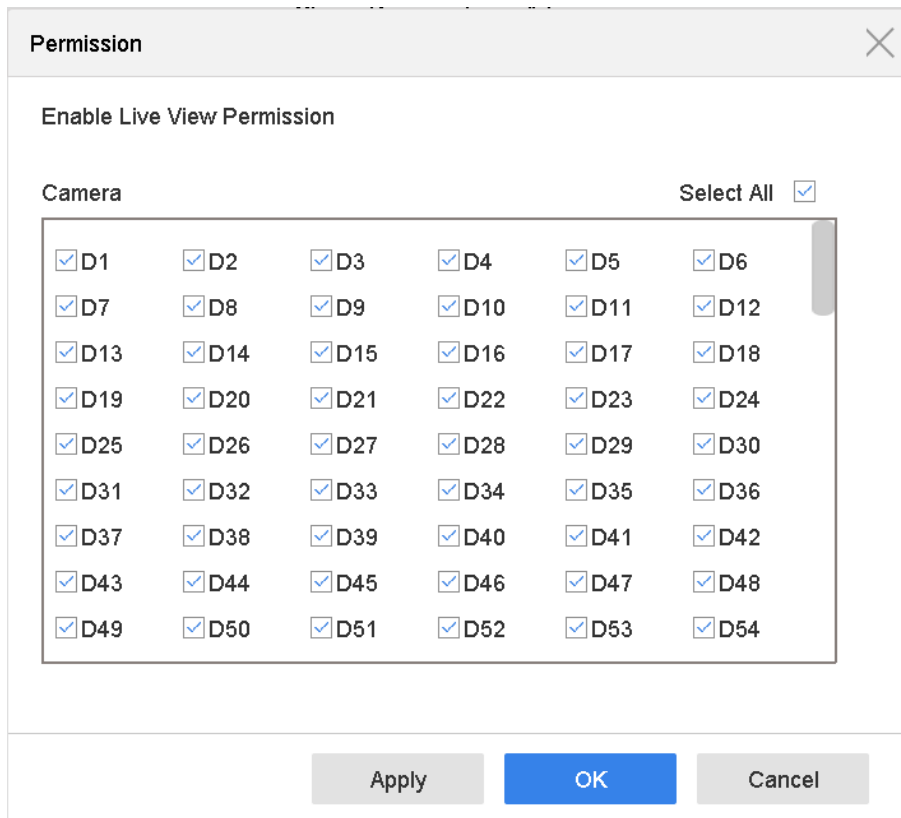 Permission
Enable Live View Permission
Camera Select All
D1 D2 D3 D4 D5 D6
D7 D8 D9 D10 D11 D12
D13 D14 D15 D16 D17 D18
D19 D20 D21 D22 D23 D24
D25 D26 D27 D28 D29 D30
D31 D32 D33 D34 D35 D36
D37 D38 D39 D40 D41 D42
D43 D44 D45 D46 D47 D48
D49 D50 D51 D52 D53 D54
Apply OK Cancel